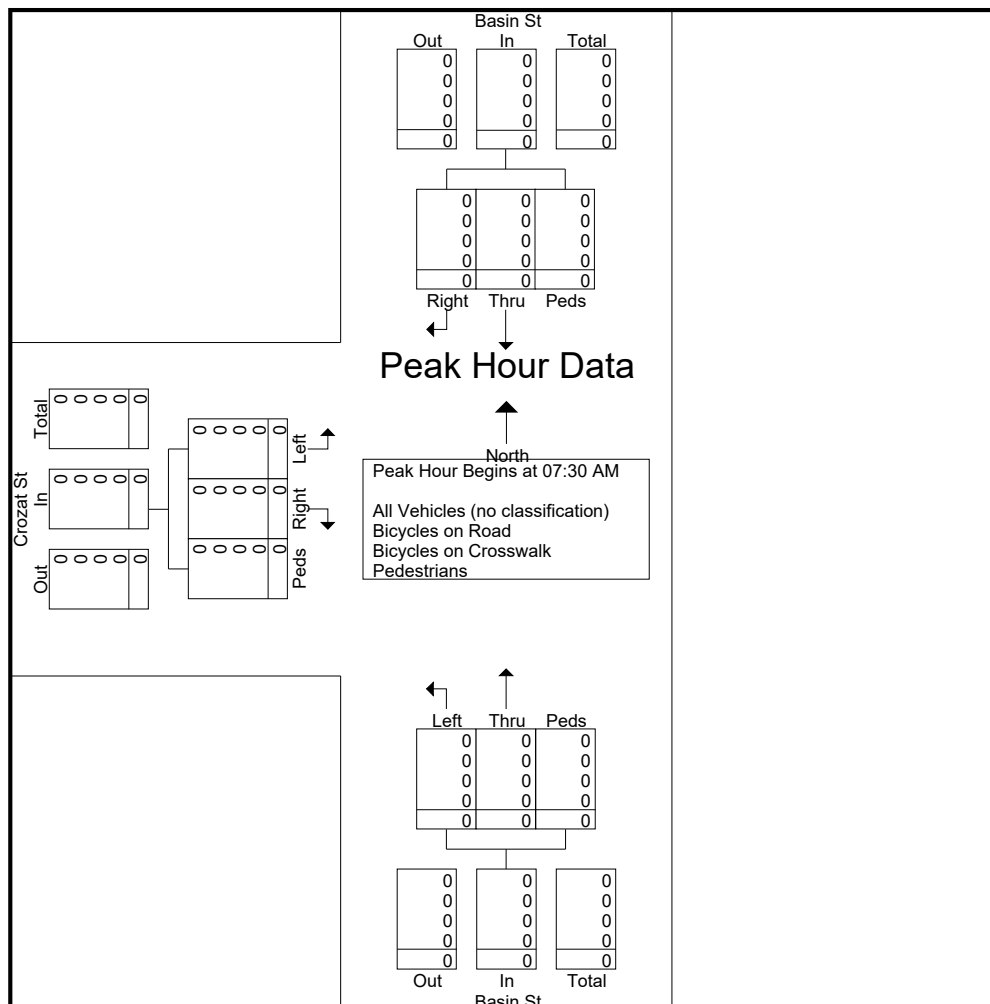 Basin St
Out In Total
0 0 0
0 0 0
0 0 0
0 0 0
0 0 0
0 0 0
0 0 0
0 0 0
0 0 0
0 0 0
Right Thru Peds
Peak Hour Data
North
Peak Hour Begins at 07:30 AM
All Vehicles (no classification)
Bicycles on Road
Bicycles on Crosswalk
Pedestrians
Crozat St
Total
0 0 0 0 0
In
0 0 0 0 0
Out
0 0 0 0 0
0 0 0 0 0
Left
0 0 0 0 0
Right
0 0 0 0 0
Peds
Left Thru Peds
0 0 0
0 0 0
0 0 0
0 0 0
0 0 0
0 0 0
0 0 0
0 0 0
0 0 0
0 0 0
Out In Total
Basin St